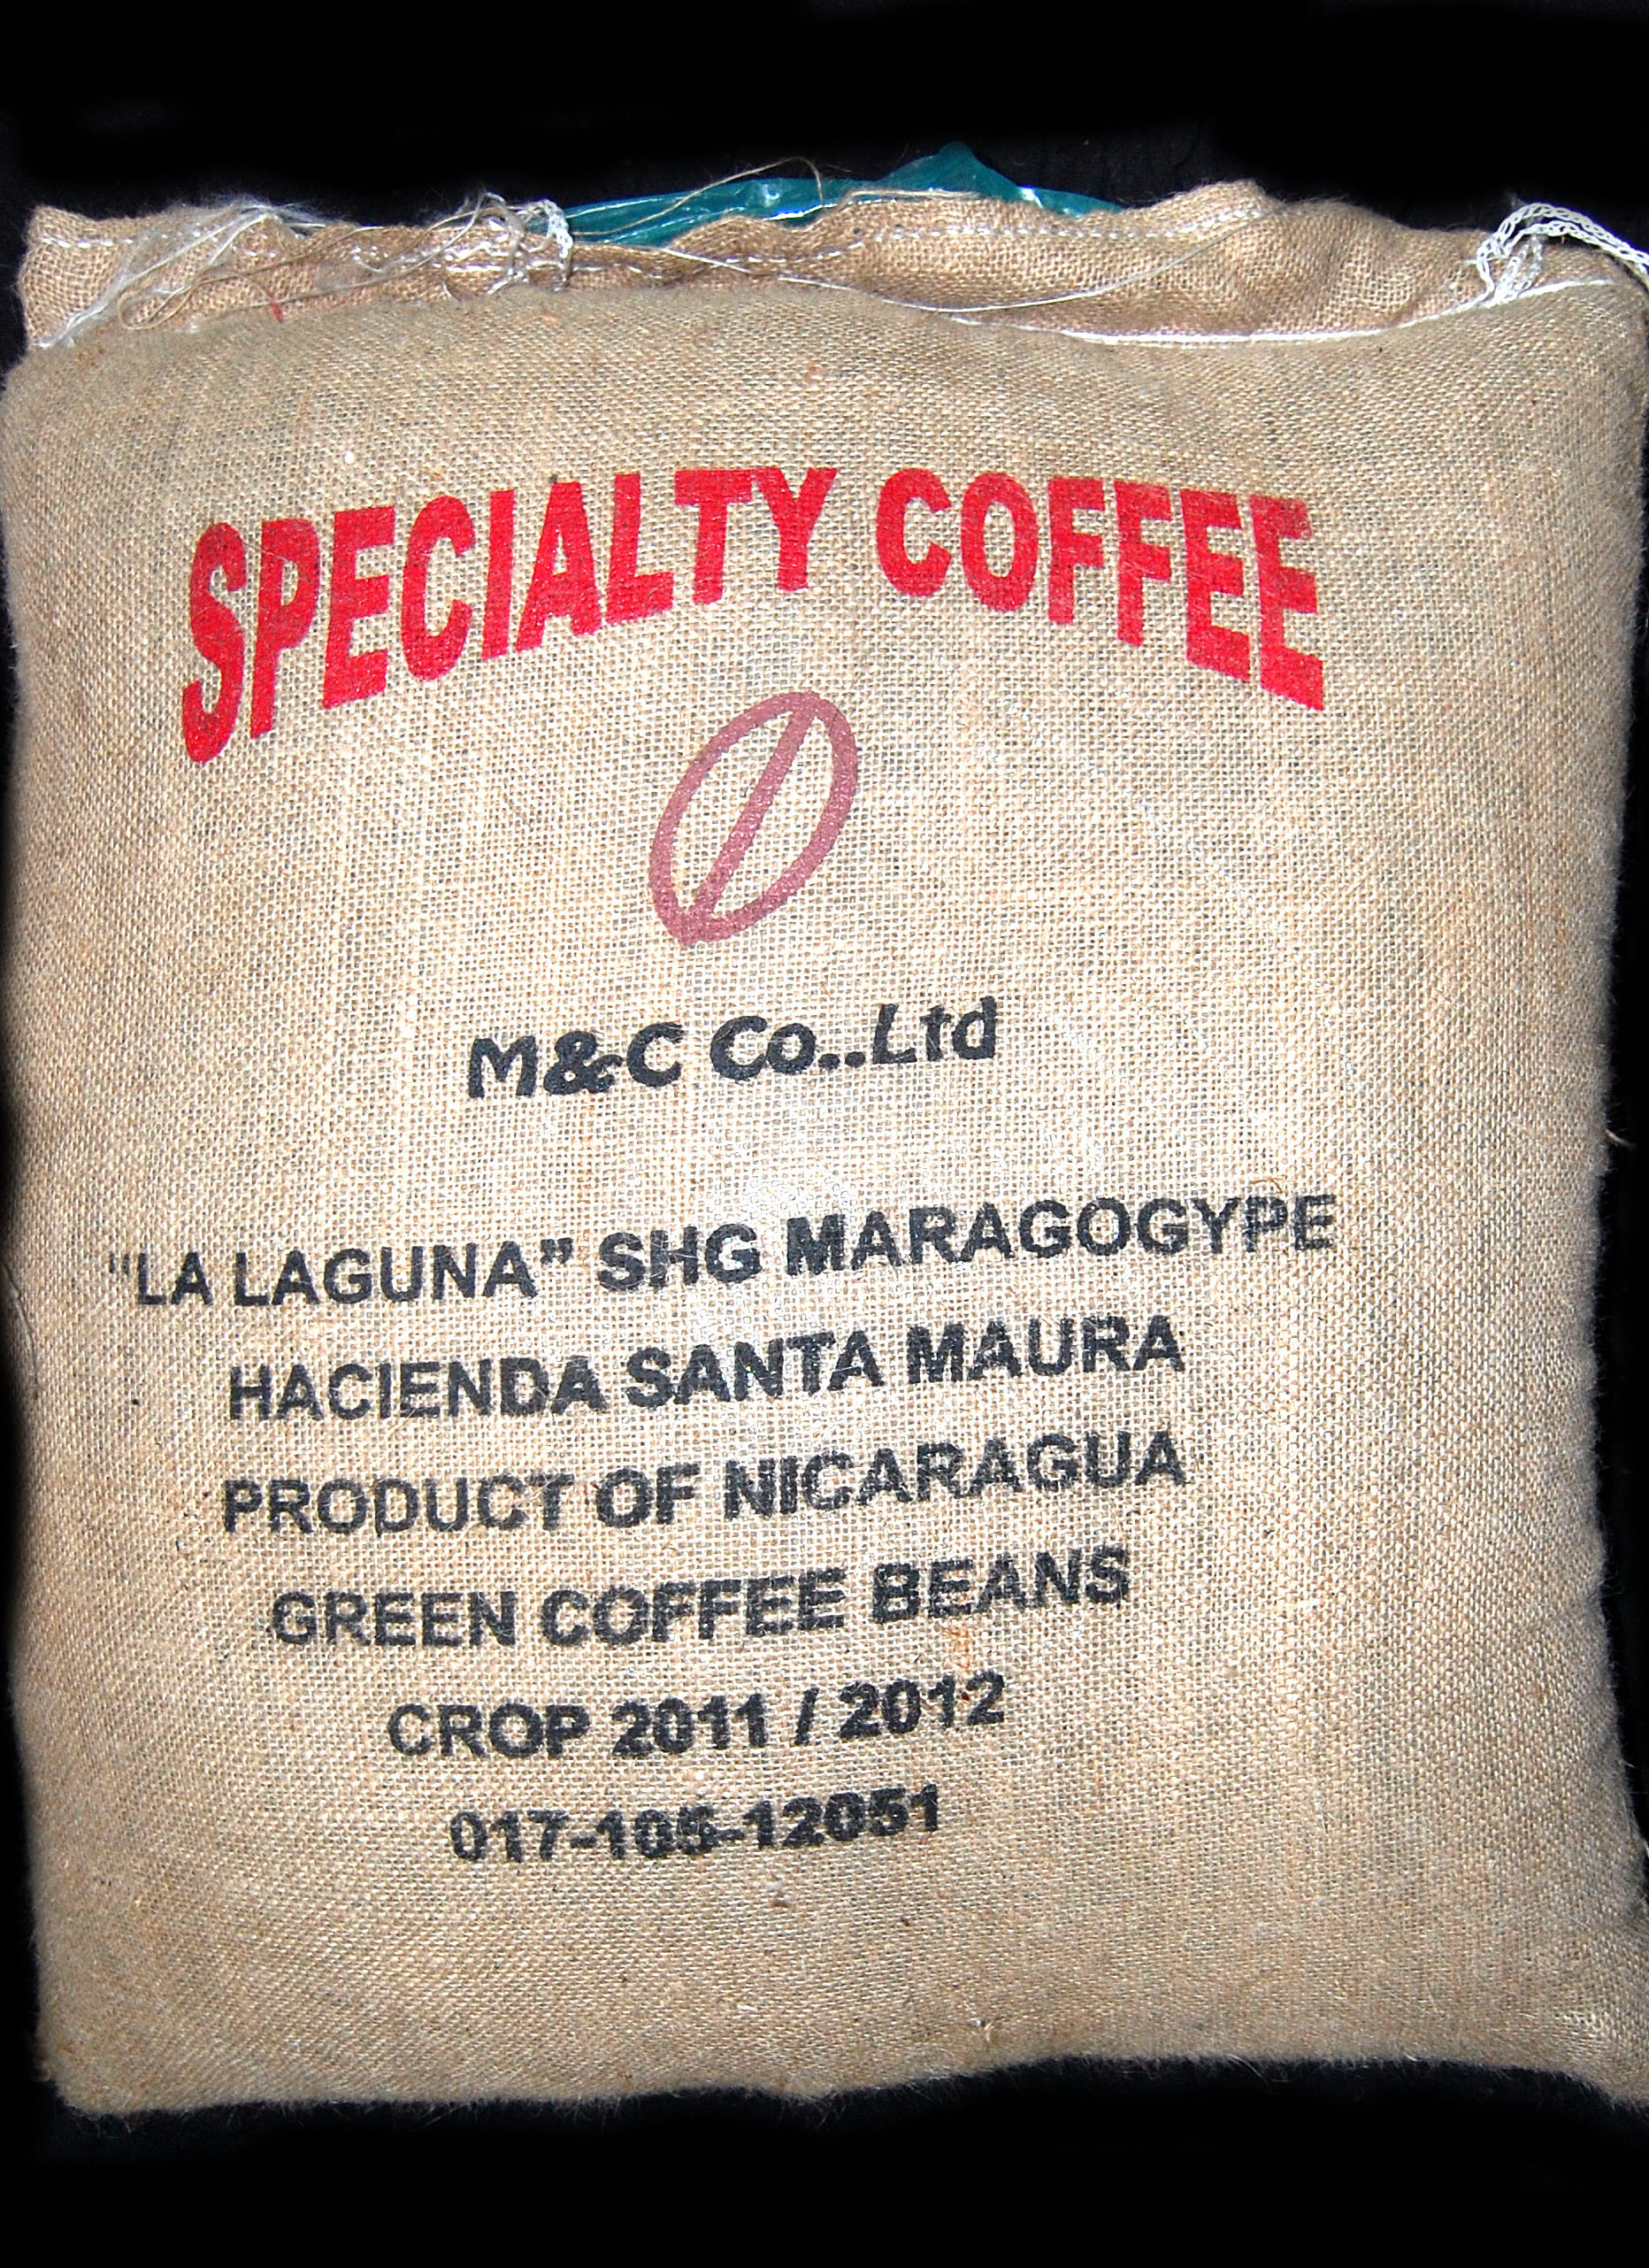 SPECIALTY COFFEE
M&C Co..Ltd
"LA LAGUNA" SHG MARAGOGYPE
HACIENDA SANTA MAURA
PRODUCT OF NICARAGUA
GREEN COFFEE BEANS
CROP 2011 / 2012
017-105-12051